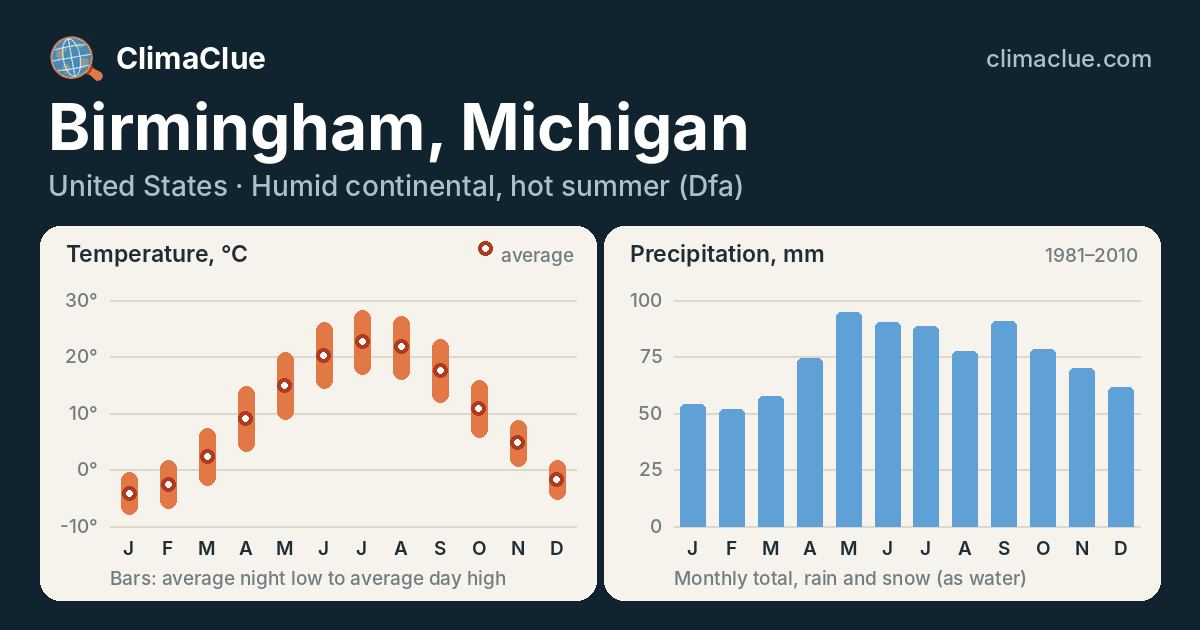 ClimaClue
climaclue.com
Birmingham, Michigan
United States · Humid continental, hot summer (Dfa)
Temperature, °C
average
30°
20°
10°
0°
-10°
J F M A M J J A S O N D
Bars: average night low to average day high
Precipitation, mm
1981–2010
100
75
50
25
0
J F M A M J J A S O N D
Monthly total, rain and snow (as water)